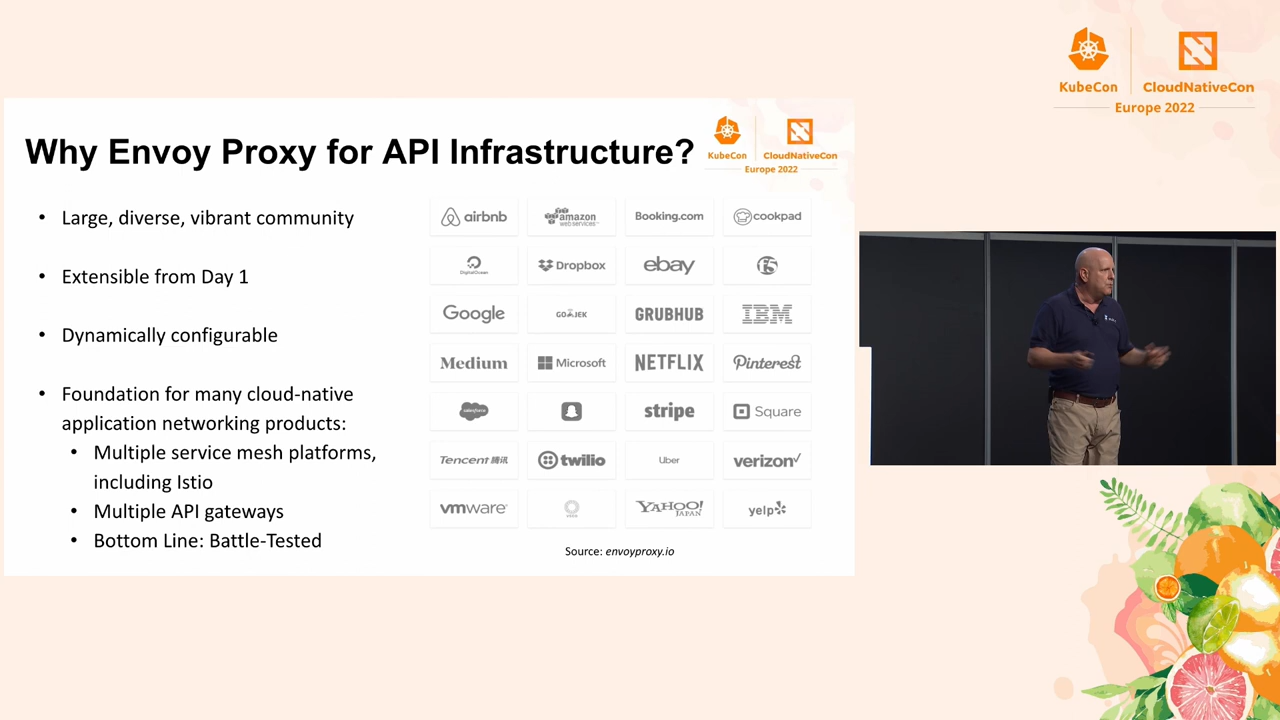 KubeCon
CloudNativeCon
Europe 2022
Why Envoy Proxy for API Infrastructure?
KubeCon
CloudNativeCon
Europe 2022
• Large, diverse, vibrant community
• Extensible from Day 1
• Dynamically configurable
• Foundation for many cloud-native
application networking products:
• Multiple service mesh platforms,
including Istio
• Multiple API gateways
• Bottom Line: Battle-Tested
airbnb
amazon
web services
Booking.com
cookpad
DigitalOcean
Dropbox
ebay
F5
Google
GOJEK
GRUBHUB
IBM
Medium
Microsoft
NETFLIX
Pinterest
salesforce
stripe
Square
Tencent 腾讯
twilio
Uber
verizon
vmware
YAHOO!
JAPAN
yelp
Source: envoyproxy.io